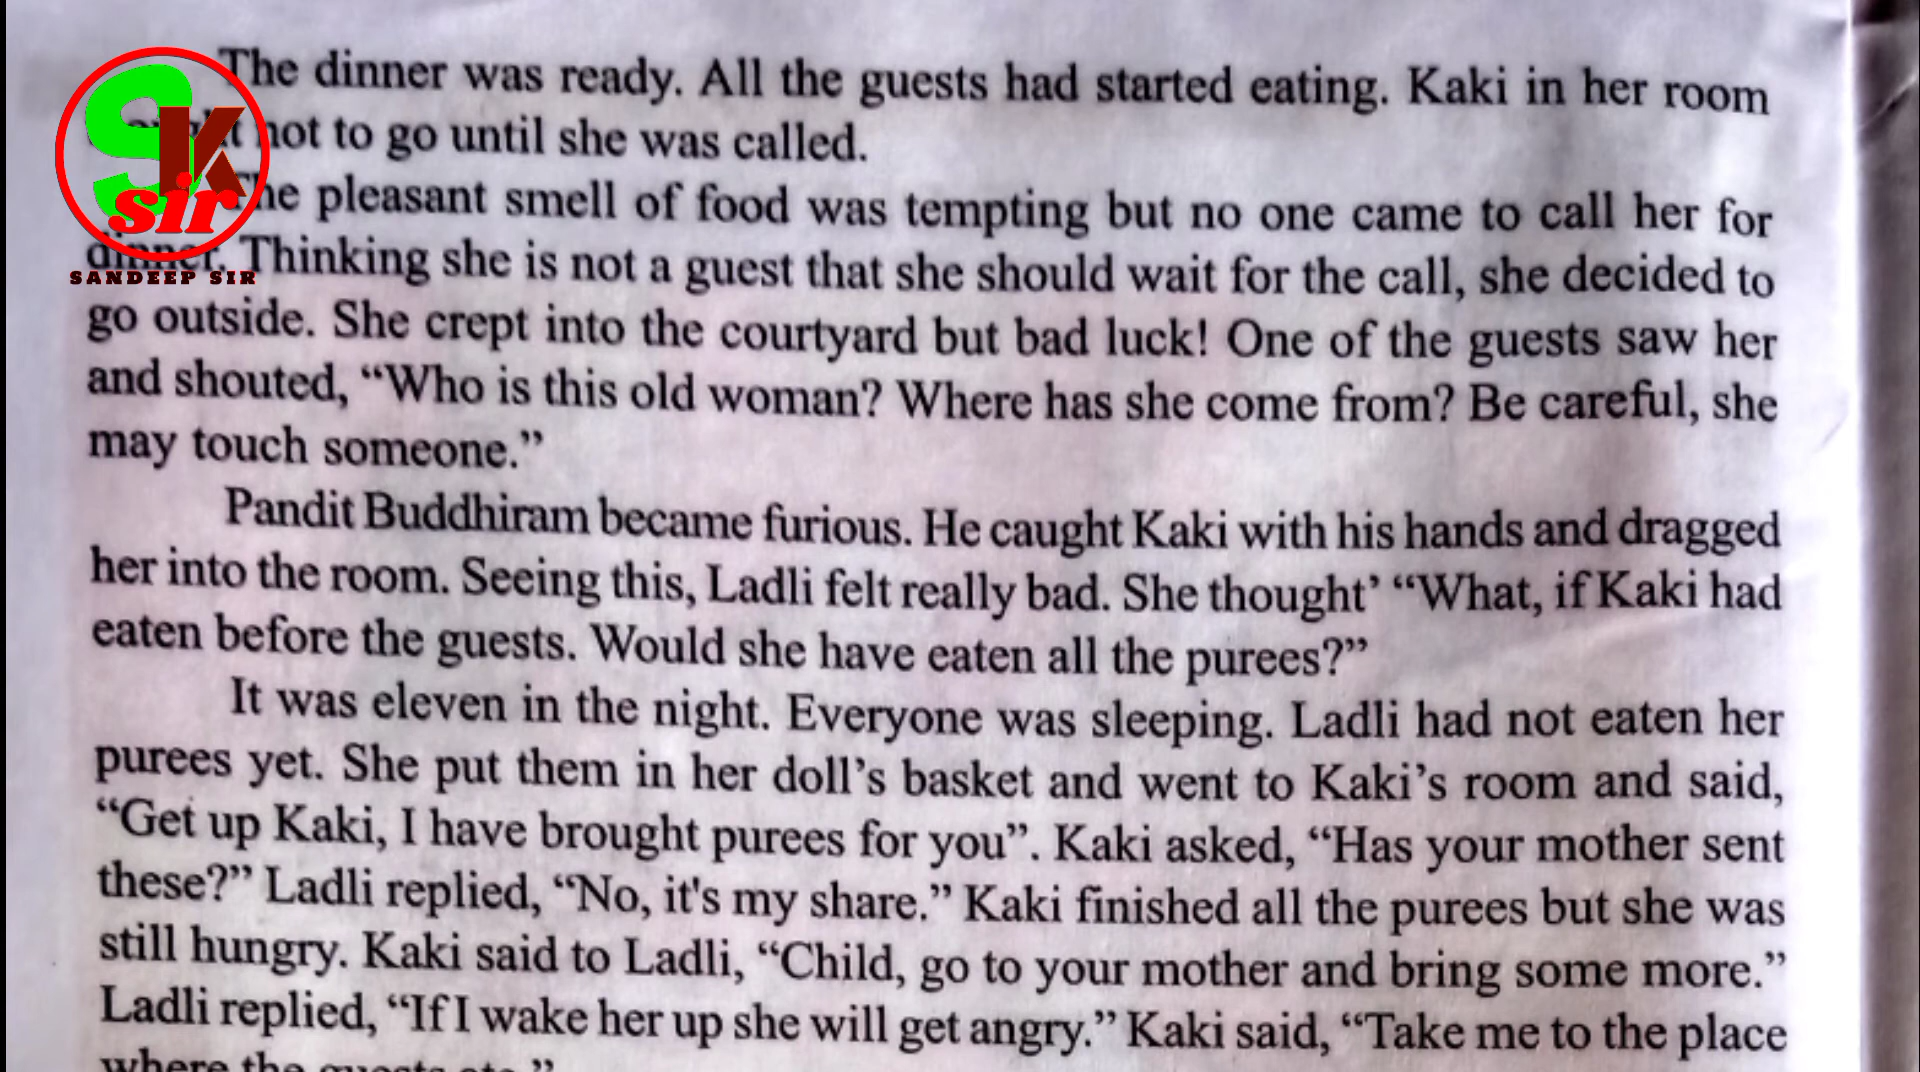 The dinner was ready. All the guests had started eating. Kaki in her room
not to go until she was called.
The pleasant smell of food was tempting but no one came to call her for
dinner. Thinking she is not a guest that she should wait for the call, she decided to
go outside. She crept into the courtyard but bad luck! One of the guests saw her
and shouted, “Who is this old woman? Where has she come from? Be careful, she
may touch someone.”
Pandit Buddhiram became furious. He caught Kaki with his hands and dragged
her into the room. Seeing this, Ladli felt really bad. She thought’ “What, if Kaki had
eaten before the guests. Would she have eaten all the purees?”
It was eleven in the night. Everyone was sleeping. Ladli had not eaten her
purees yet. She put them in her doll’s basket and went to Kaki’s room and said,
“Get up Kaki, I have brought purees for you”. Kaki asked, “Has your mother sent
these?” Ladli replied, “No, it's my share.” Kaki finished all the purees but she was
still hungry. Kaki said to Ladli, “Child, go to your mother and bring some more.”
Ladli replied, “If I wake her up she will get angry.” Kaki said, “Take me to the place
where the guests ate.”
SK
sir
SANDEEP SIR